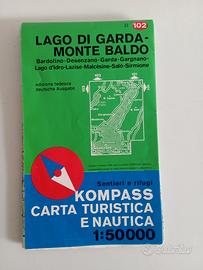 102
LAGO DI GARDA-
MONTE BALDO
Bardolino-Desenzano-Garda-Gargnano-
Lago d'Idro-Lazise-Malcesine-Salò-Sirmione
edizione tedesca
deutsche Ausgabe
Sentieri e rifugi
KOMPASS
CARTA TURISTICA
E NAUTICA
1:50000
subito